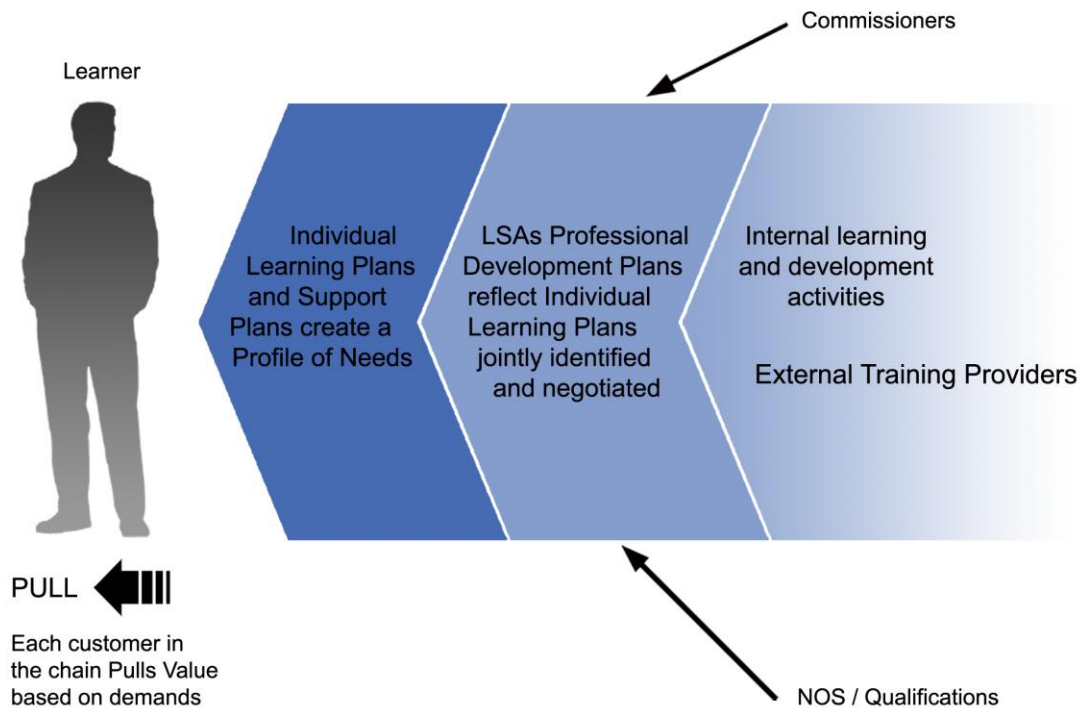 Commissioners
Learner
Individual
Learning Plans
and Support
Plans create a
Profile of Needs
LSAs Professional
Development Plans
reflect Individual
Learning Plans
jointly identified
and negotiated
Internal learning
and development
activities
External Training Providers
PULL
Each customer in
the chain Pulls Value
based on demands
NOS / Qualifications